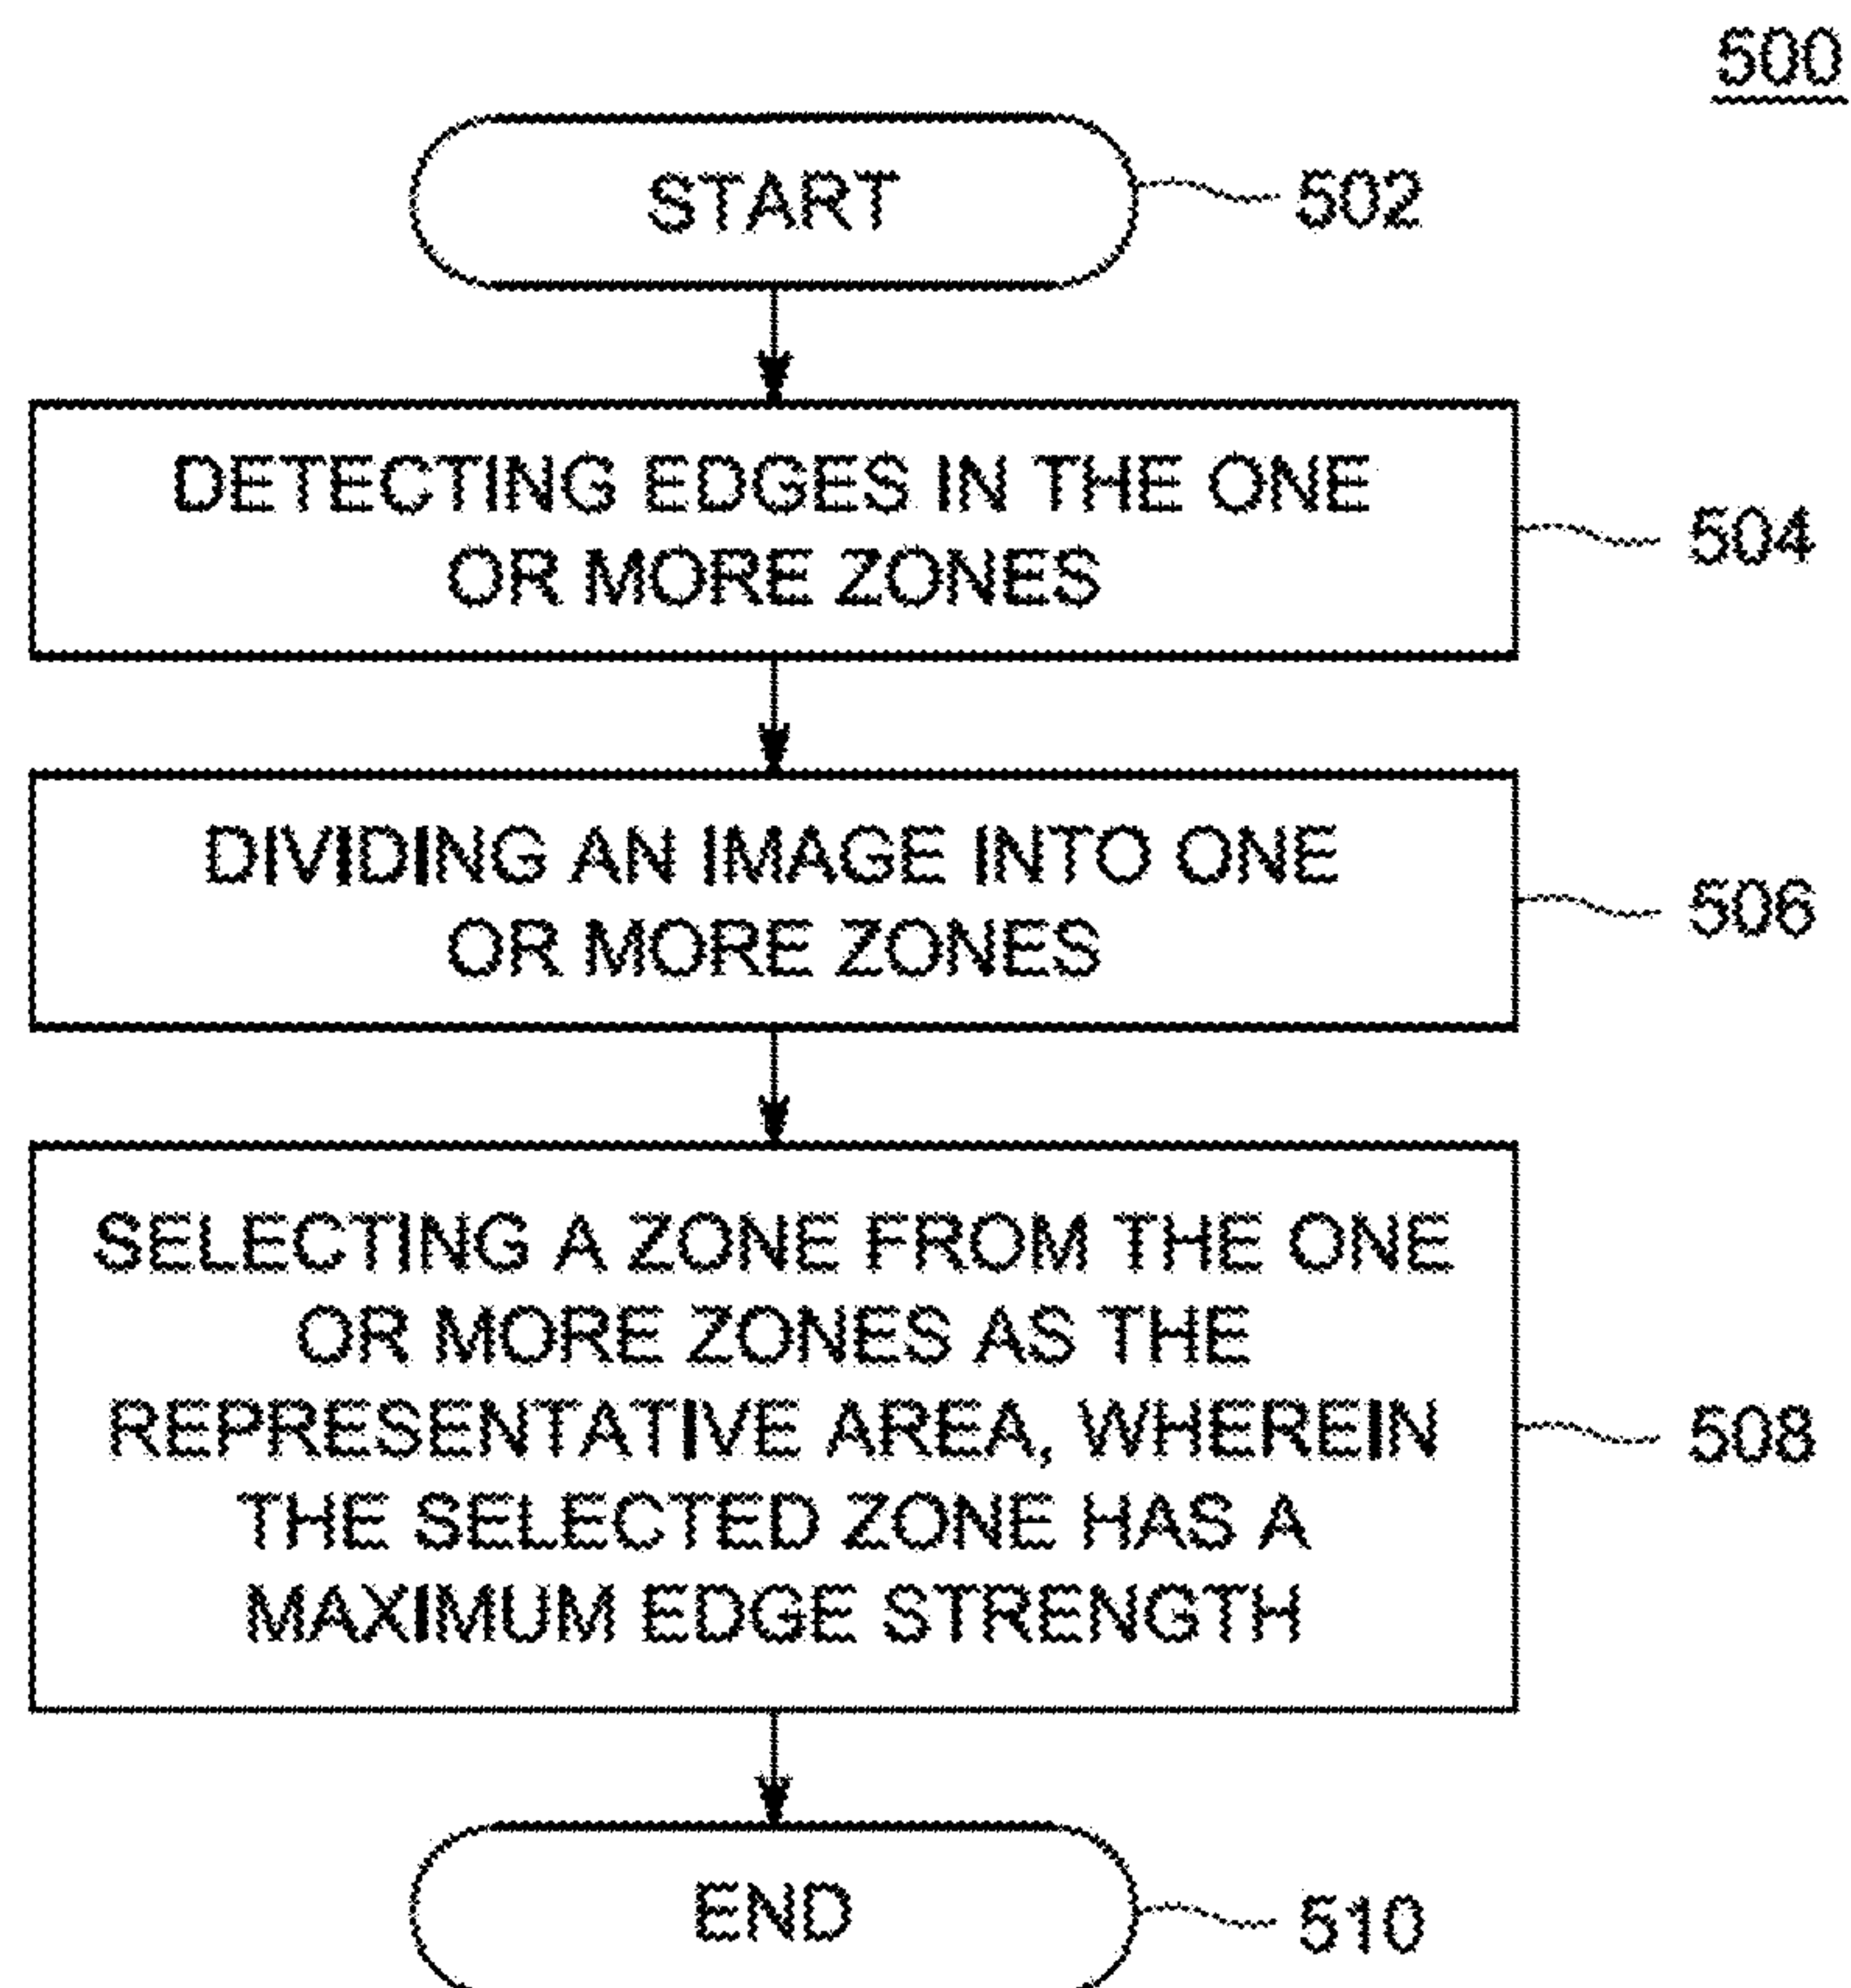 500
START
502
DETECTING EDGES IN THE ONE
OR MORE ZONES
504
DIVIDING AN IMAGE INTO ONE
OR MORE ZONES
506
SELECTING A ZONE FROM THE ONE
OR MORE ZONES AS THE
REPRESENTATIVE AREA, WHEREIN
THE SELECTED ZONE HAS A
MAXIMUM EDGE STRENGTH
508
END
510